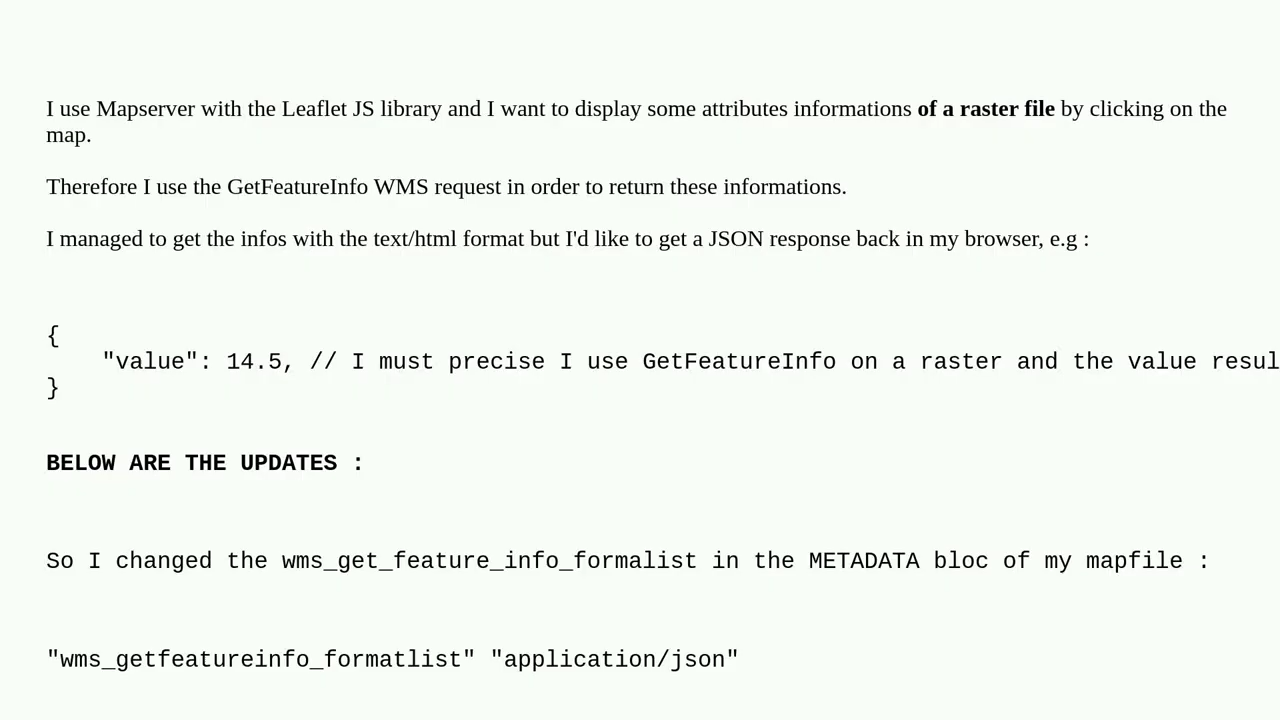 I use Mapserver with the Leaflet JS library and I want to display some attributes informations of a raster file by clicking on the
map.
Therefore I use the GetFeatureInfo WMS request in order to return these informations.
I managed to get the infos with the text/html format but I'd like to get a JSON response back in my browser, e.g :
{
    "value": 14.5, // I must precise I use GetFeatureInfo on a raster and the value resul
}
BELOW ARE THE UPDATES :
So I changed the wms_get_feature_info_formalist in the METADATA bloc of my mapfile :
"wms_getfeatureinfo_formatlist" "application/json"